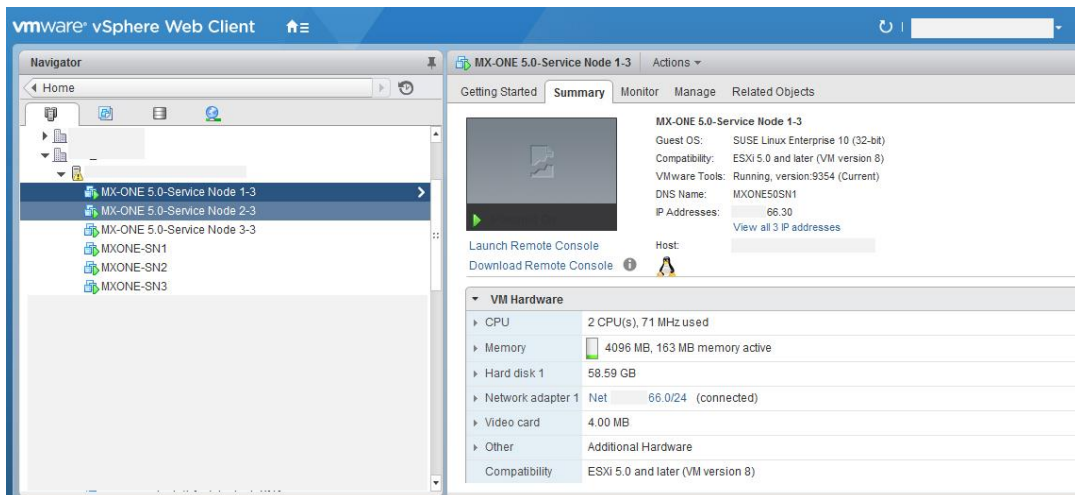 vmware® vSphere Web Client
Navigator
Home
MX-ONE 5.0-Service Node 1-3
MX-ONE 5.0-Service Node 2-3
MX-ONE 5.0-Service Node 3-3
MXONE-SN1
MXONE-SN2
MXONE-SN3
MX-ONE 5.0-Service Node 1-3 Actions
Getting Started Summary Monitor Manage Related Objects
MX-ONE 5.0-Service Node 1-3
Guest OS: SUSE Linux Enterprise 10 (32-bit)
Compatibility: ESXi 5.0 and later (VM version 8)
VMware Tools: Running, version:9354 (Current)
DNS Name: MXONE50SN1
IP Addresses: 66.30
View all 3 IP addresses
Host:
Launch Remote Console
Download Remote Console
VM Hardware
CPU 2 CPU(s), 71 MHz used
Memory 4096 MB, 163 MB memory active
Hard disk 1 58.59 GB
Network adapter 1 Net 66.0/24 (connected)
Video card 4.00 MB
Other Additional Hardware
Compatibility ESXi 5.0 and later (VM version 8)